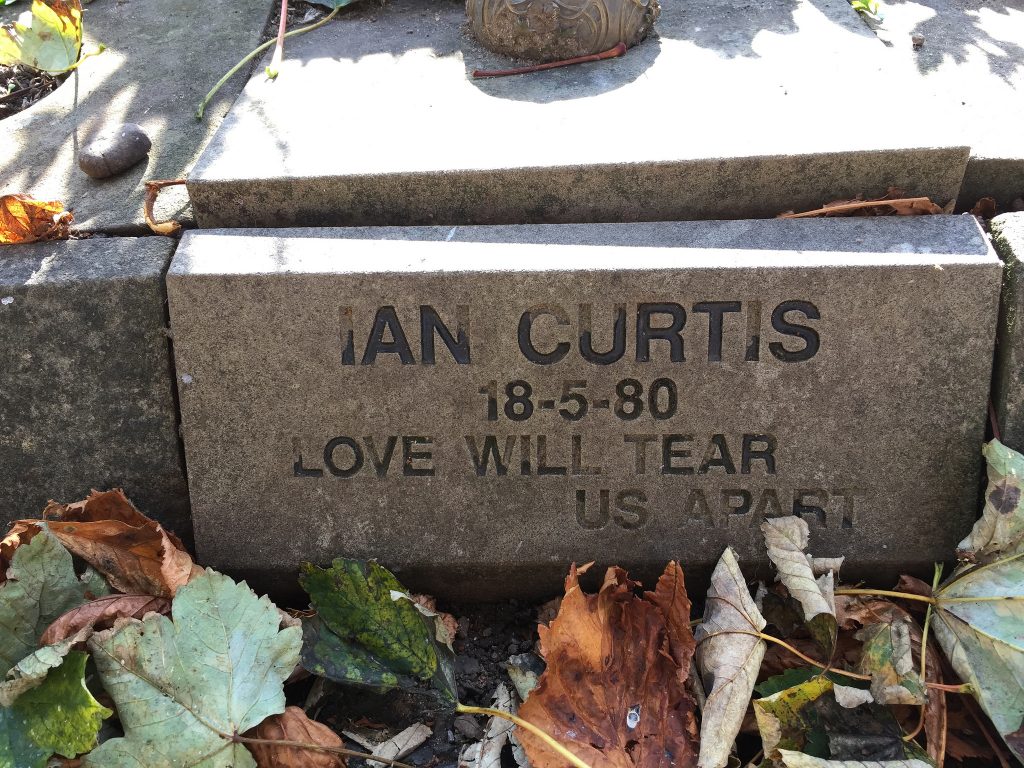 IAN CURTIS
18-5-80
LOVE WILL TEAR
US APART